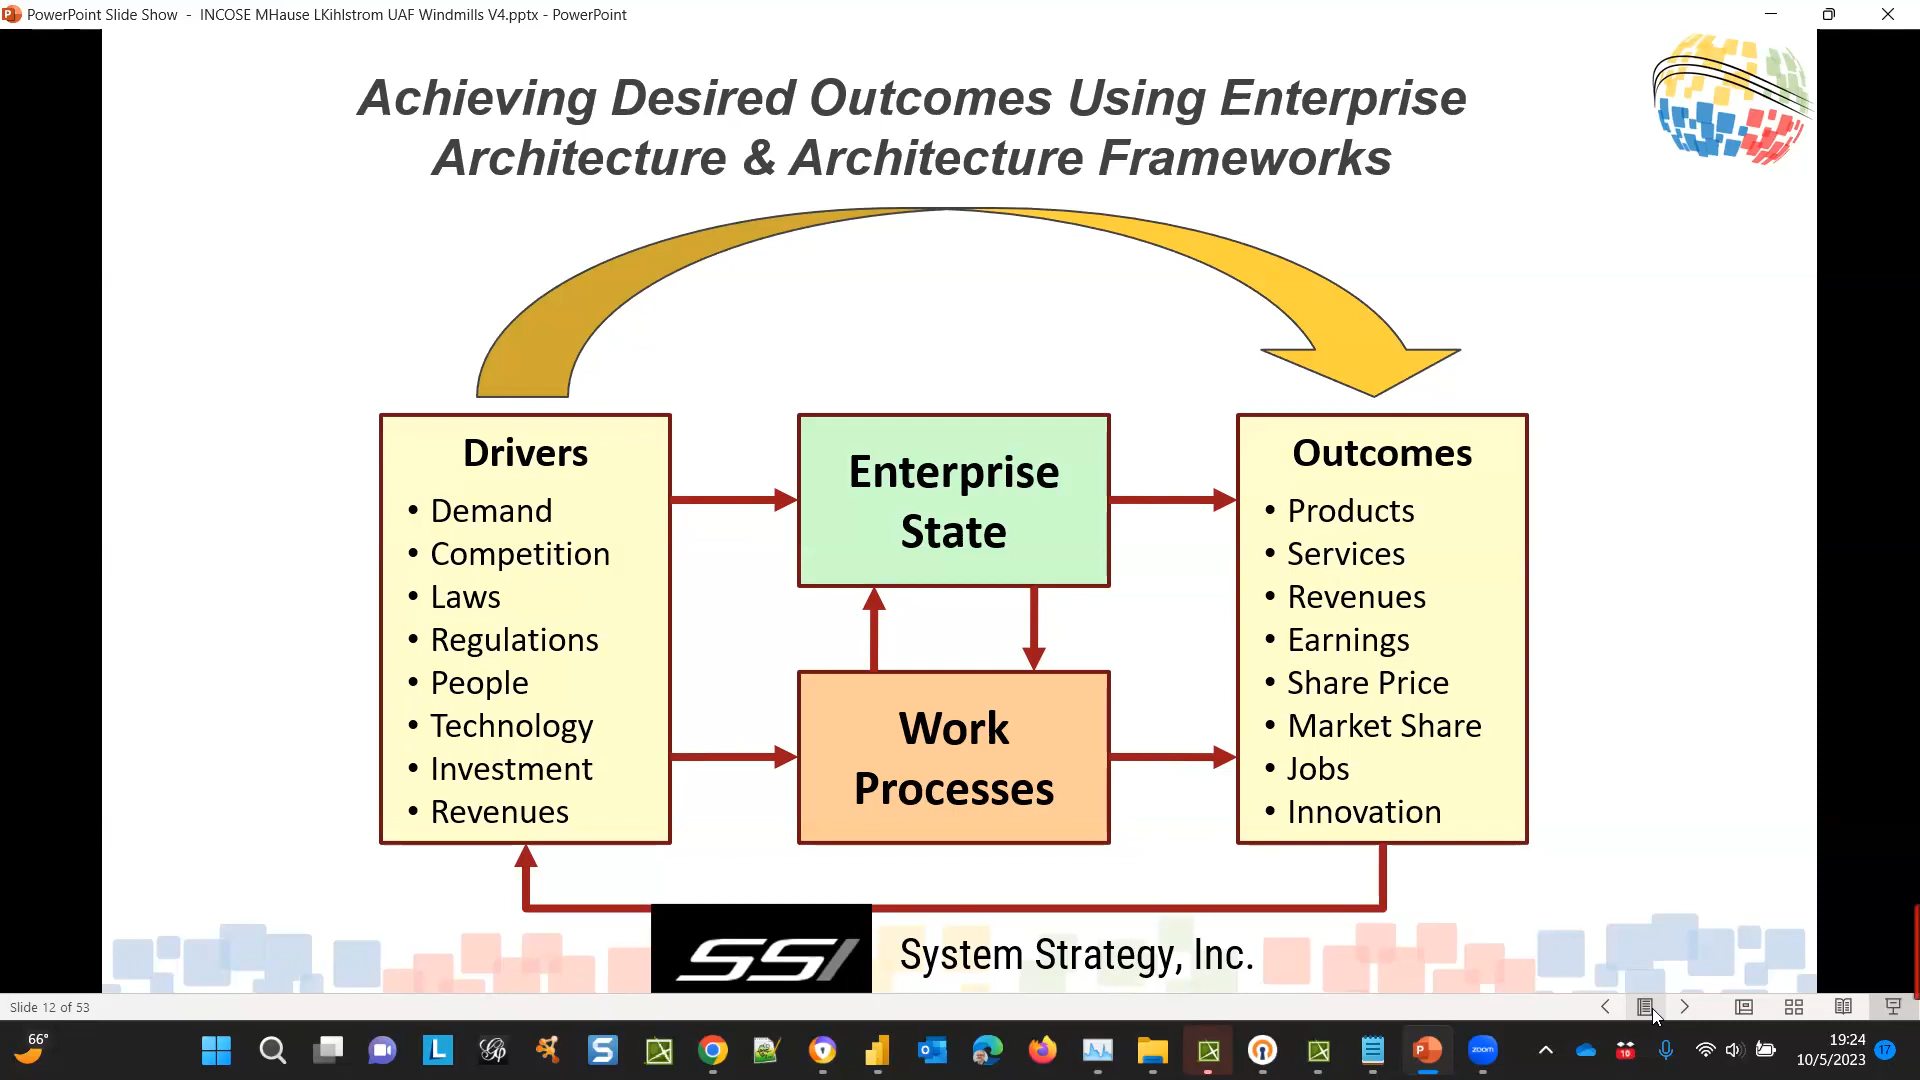 PowerPoint Slide Show - INCOSE MHause LKihlstrom UAF Windmills V4.pptx - PowerPoint
Achieving Desired Outcomes Using Enterprise
Architecture & Architecture Frameworks
Drivers
• Demand
• Competition
• Laws
• Regulations
• People
• Technology
• Investment
• Revenues
Enterprise
State
Work
Processes
Outcomes
• Products
• Services
• Revenues
• Earnings
• Share Price
• Market Share
• Jobs
• Innovation
SSI
System Strategy, Inc.
Slide 12 of 53
66°
zoom
10
19:24
10/5/2023
17